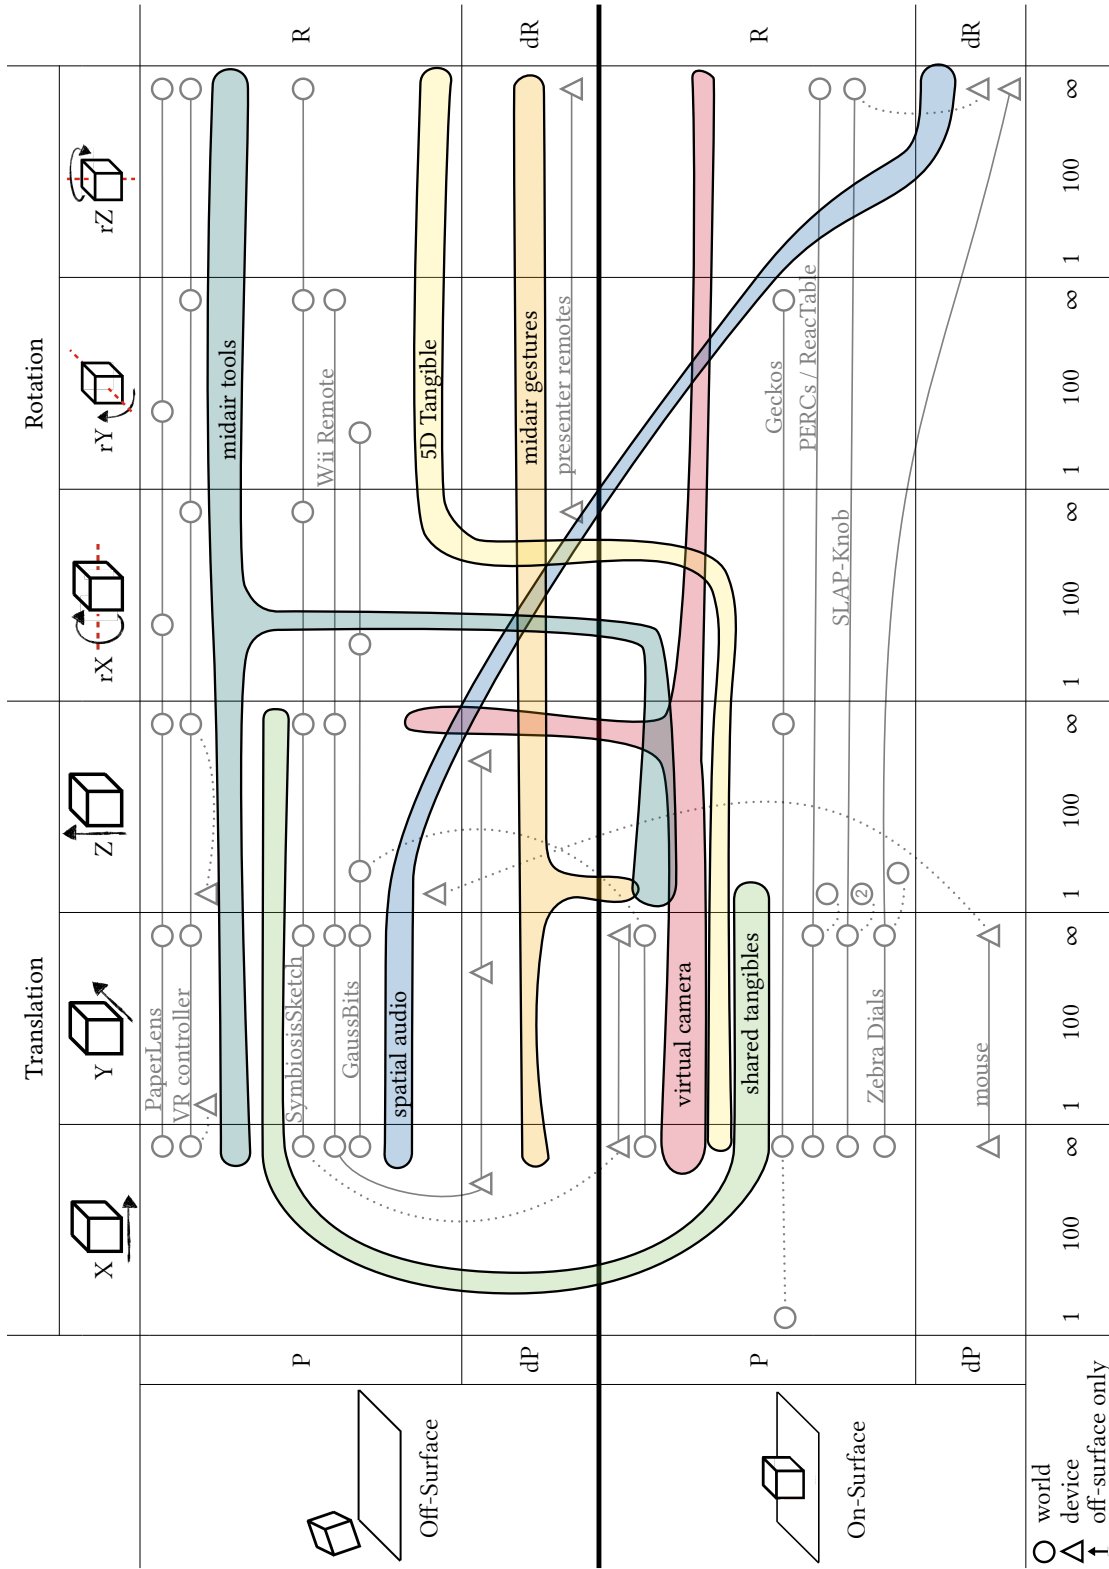 Translation
Rotation
X
Y
Z
rX
rY
rZ
Off-Surface
P
R
PaperLens
VR controller
midair tools
SymbiosisSketch
Wii Remote
GaussBits
spatial audio
5D Tangible
dP
dR
midair gestures
presenter remotes
On-Surface
P
R
virtual camera
shared tangibles
Geckos
PERCs / ReacTable
SLAP-Knob
2
Zebra Dials
dP
dR
mouse
1 100 ∞ 1 100 ∞ 1 100 ∞ 1 100 ∞ 1 100 ∞ 1 100 ∞
world
device
off-surface only